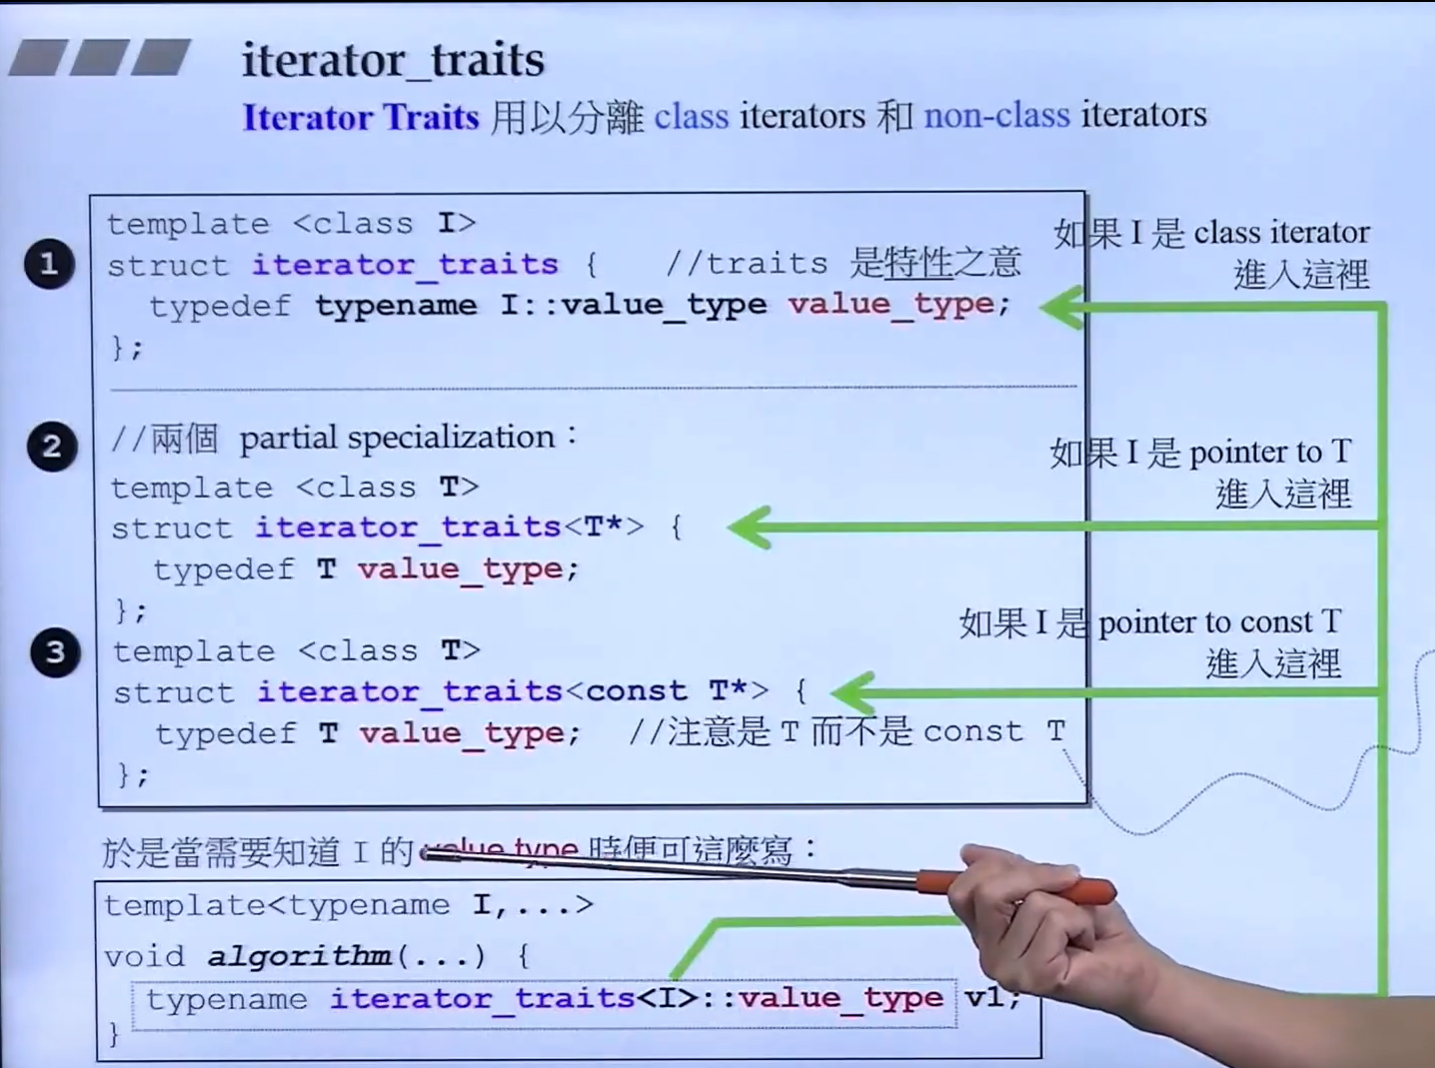 iterator_traits
Iterator Traits 用以分離 class iterators 和 non-class iterators
1
template <class I>
struct iterator_traits { //traits 是特性之意
typedef typename I::value_type value_type;
};
如果 I 是 class iterator
進入這裡
2
//兩個 partial specialization：
template <class T>
struct iterator_traits<T*> {
typedef T value_type;
};
如果 I 是 pointer to T
進入這裡
3
template <class T>
struct iterator_traits<const T*> {
typedef T value_type; //注意是 T 而不是 const T
};
如果 I 是 pointer to const T
進入這裡
於是當需要知道 I 的 value type 時便可這麼寫：
template<typename I,...>
void algorithm(...) {
typename iterator_traits<I>::value_type v1;
}